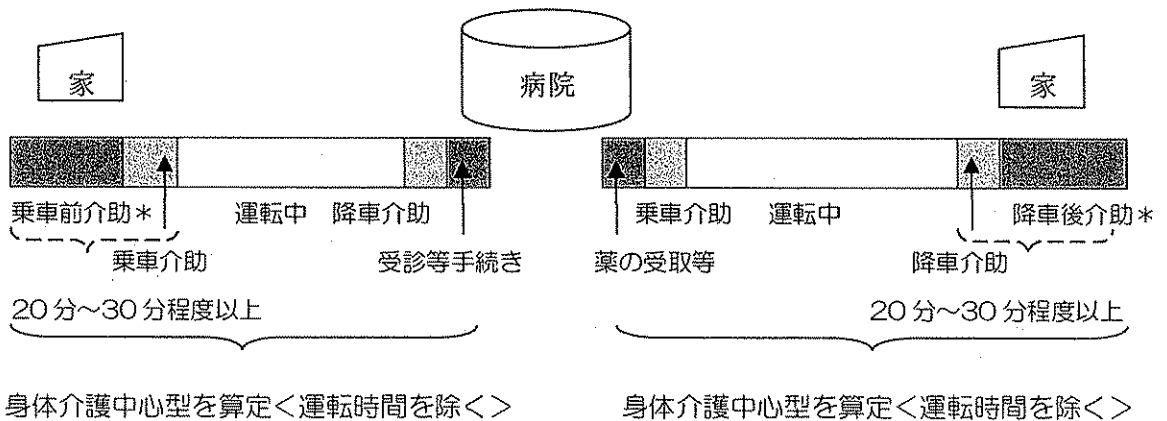 家
病院
家
乗車前介助* 運転中 降車介助 乗車介助 運転中 降車後介助*
乗車介助 受診等手続き 薬の受取等 降車介助
20分~30分程度以上 20分~30分程度以上
身体介護中心型を算定<運転時間を除く> 身体介護中心型を算定<運転時間を除く>